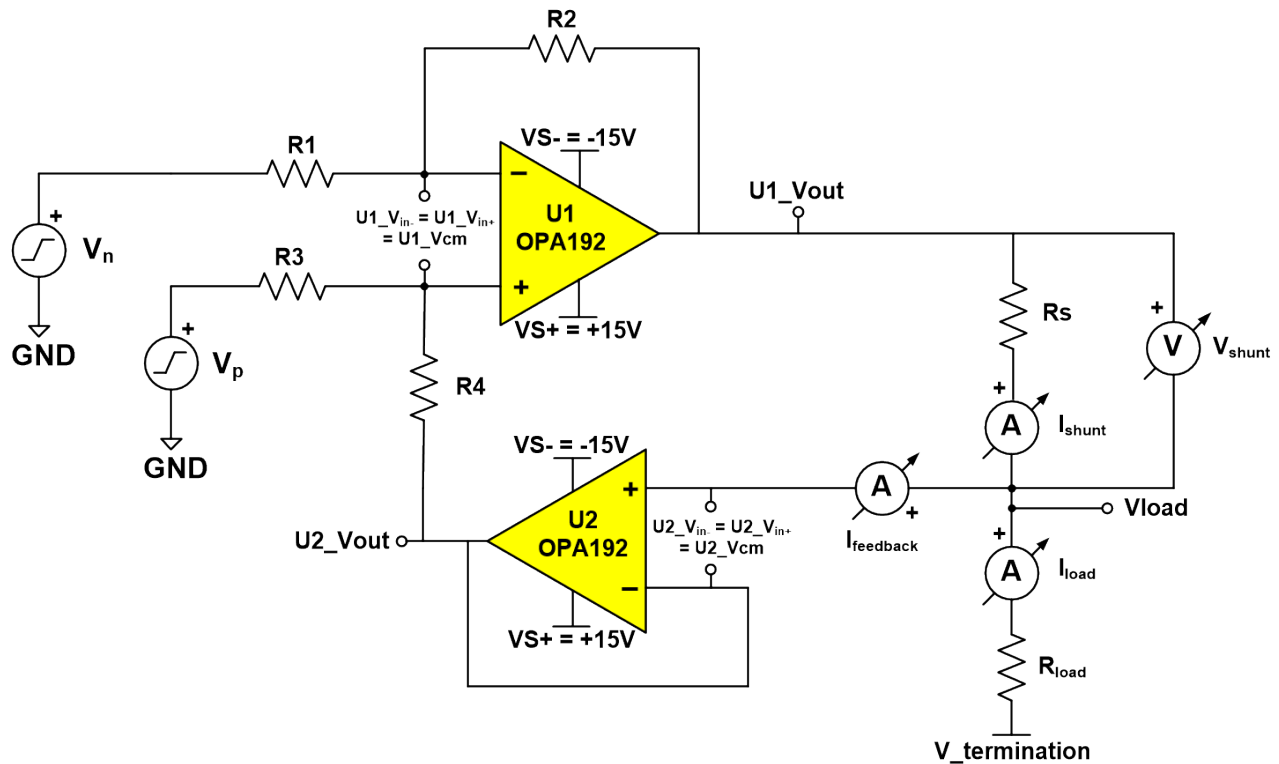 R2
VS- = -15V
R1
−
U1_Vout
U1_Vin- = U1_Vin+
= U1_Vcm
U1
OPA192
+
Vn
R3
+
VS+ = +15V
GND
+
Vp
R4
Rs
+
V
Vshunt
+
A
Ishunt
GND
VS- = -15V
+
A
+
Ifeedback
Vload
U2_Vout
U2
OPA192
U2_Vin- = U2_Vin+
= U2_Vcm
−
+
A
Iload
VS+ = +15V
Rload
V_termination